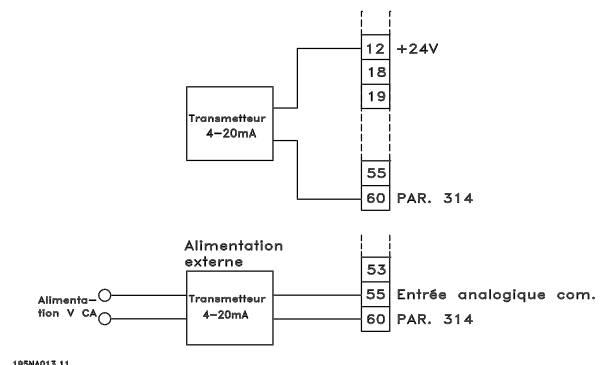 12 +24V
18
Transmetteur 19
4-20mA
55
60 PAR. 314
Alimentation
externe
53
Alimenta- Transmetteur 55 Entrée analogique com.
tion V CA 4-20mA 60 PAR. 314
195NA013.11